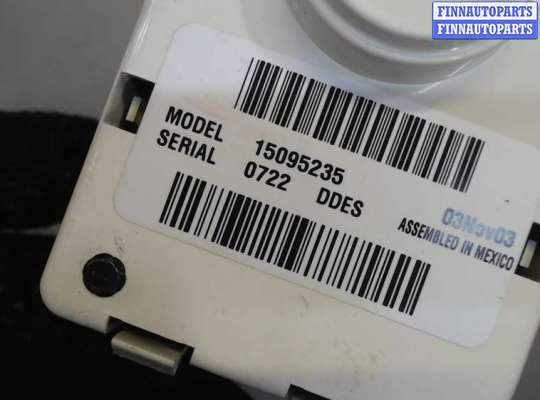 FINNAUTOPARTS
FINNAUTOPARTS
MODEL 15095235
SERIAL 0722 DDES
03Nov03
ASSEMBLED IN MEXICO